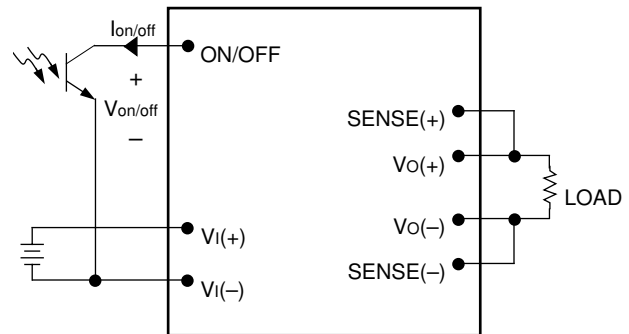 Ion/off
ON/OFF
+
Von/off
–
SENSE(+)
VO(+)
LOAD
VO(–)
SENSE(–)
VI(+)
VI(–)